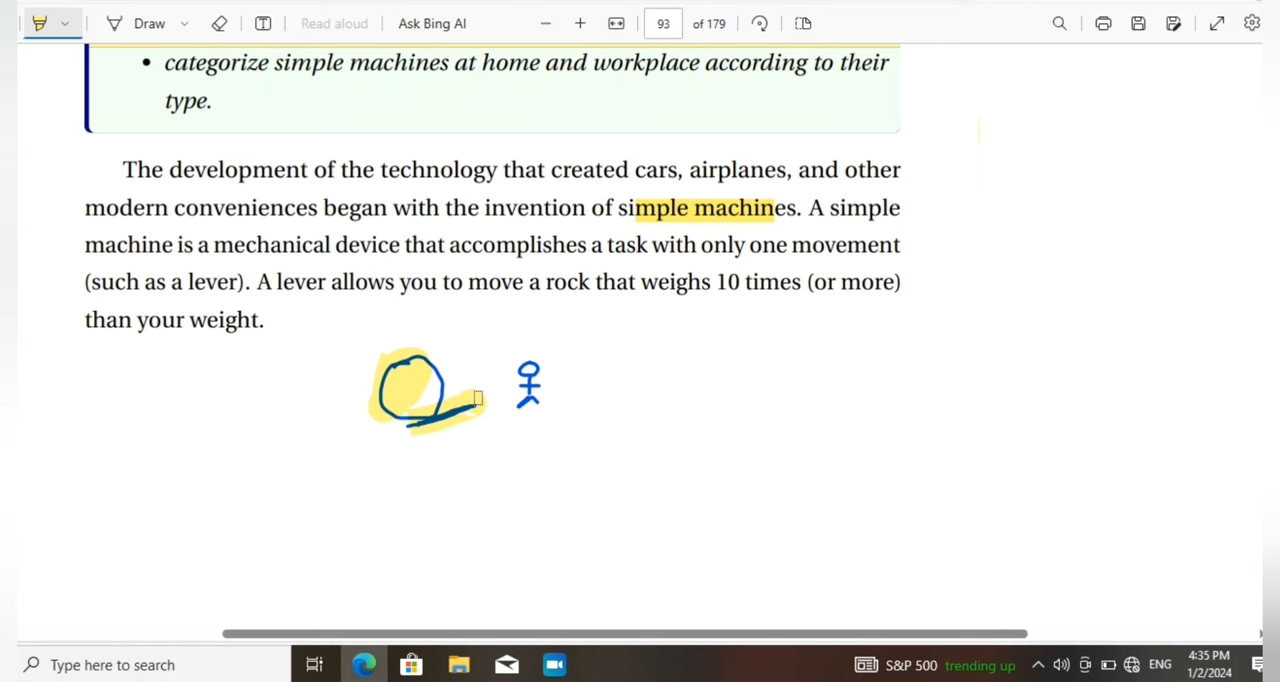 Draw
Read aloud
Ask Bing AI
93
of 179
• categorize simple machines at home and workplace according to their
type.
The development of the technology that created cars, airplanes, and other
modern conveniences began with the invention of simple machines. A simple
machine is a mechanical device that accomplishes a task with only one movement
(such as a lever). A lever allows you to move a rock that weighs 10 times (or more)
than your weight.
Type here to search
S&P 500 trending up
ENG
4:35 PM
1/2/2024